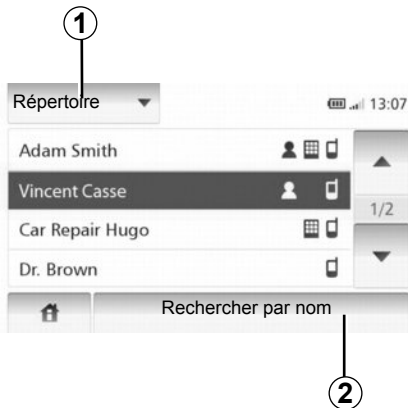 1
Répertoire
13:07
Adam Smith
Vincent Casse
1/2
Car Repair Hugo
Dr. Brown
Rechercher par nom
2